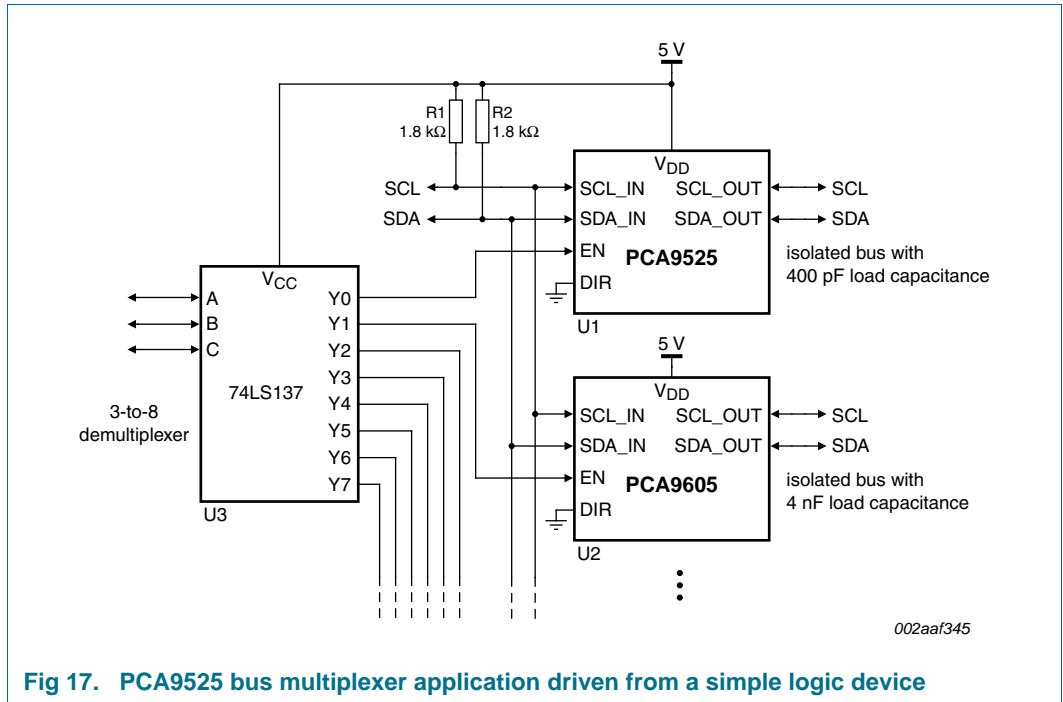 5 V
R1
1.8 kΩ
R2
1.8 kΩ
VDD
SCL
SCL_IN
SCL_OUT
SCL
SDA
SDA_IN
SDA_OUT
SDA
EN
PCA9525
isolated bus with
400 pF load capacitance
DIR
U1
VCC
A
B
C
Y0
Y1
Y2
Y3
Y4
Y5
Y6
Y7
74LS137
3-to-8
demultiplexer
U3
5 V
VDD
SCL_IN
SCL_OUT
SCL
SDA_IN
SDA_OUT
SDA
EN
PCA9605
isolated bus with
4 nF load capacitance
DIR
U2
002aaf345
Fig 17. PCA9525 bus multiplexer application driven from a simple logic device